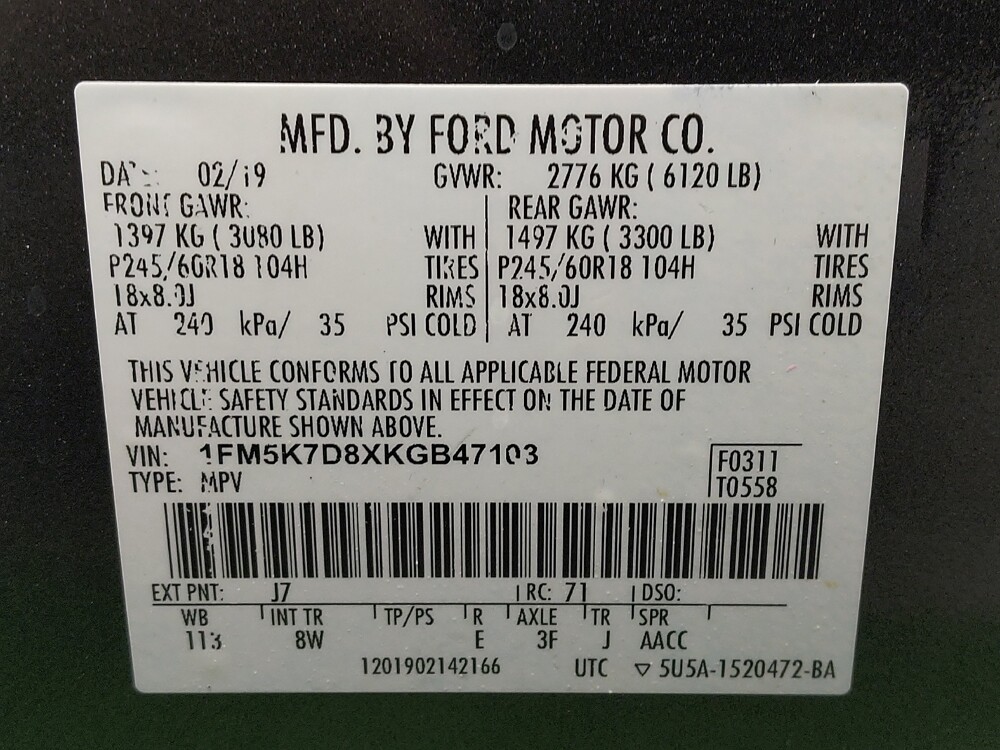 MFD. BY FORD MOTOR CO.
DATE: 02/19 GVWR: 2776 KG ( 6120 LB)
FRONT GAWR: REAR GAWR:
1397 KG ( 3080 LB) WITH 1497 KG ( 3300 LB) WITH
P245/60R18 104H TIRES P245/60R18 104H TIRES
18x8.0J RIMS 18x8.0J RIMS
AT 240 kPa/ 35 PSI COLD AT 240 kPa/ 35 PSI COLD
THIS VEHICLE CONFORMS TO ALL APPLICABLE FEDERAL MOTOR
VEHICLE SAFETY STANDARDS IN EFFECT ON THE DATE OF
MANUFACTURE SHOWN ABOVE.
VIN: 1FM5K7D8XKGB47103 F0311
TYPE: MPV T0558
EXT PNT: J7 RC: 71 DSO:
WB INT TR TP/PS R AXLE TR SPR
113 8W E 3F J AACC
1201902142166 UTC ▽ 5U5A-1520472-BA